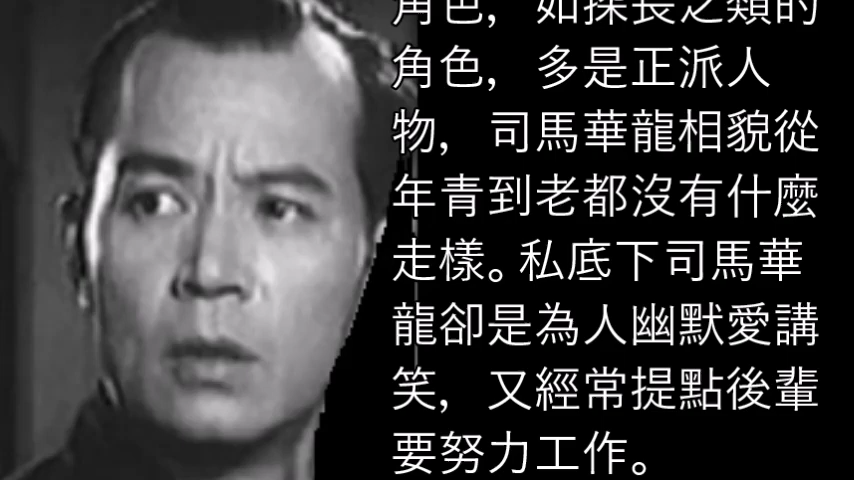 角色, 如探長之類的
角色, 多是正派人
物, 司馬華龍相貌從
年青到老都沒有什麼
走樣。私底下司馬華
龍卻是為人幽默愛講
笑, 又經常提點後輩
要努力工作。